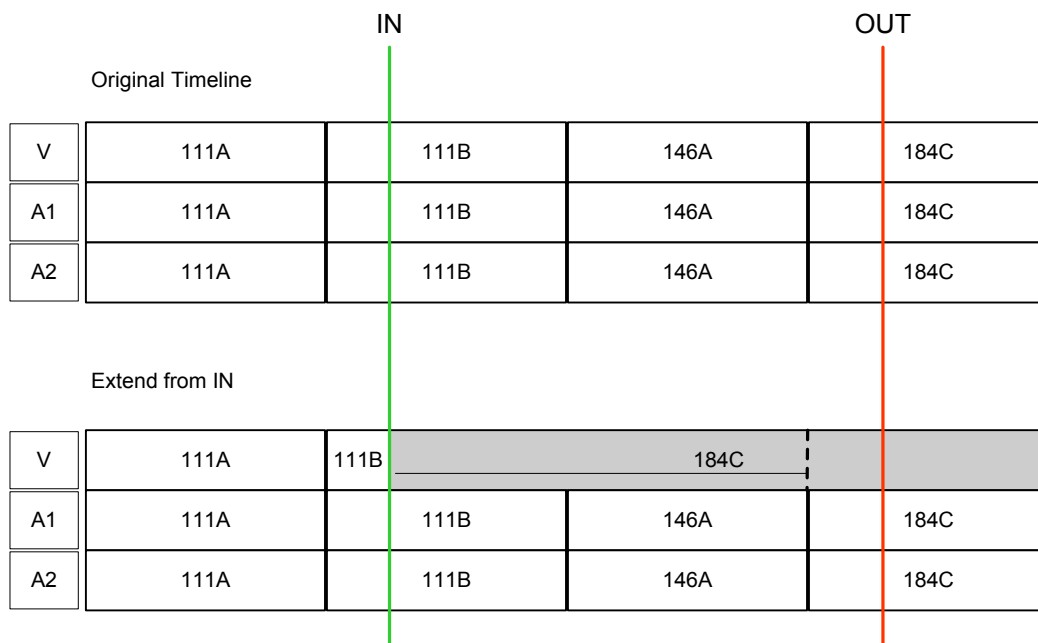 IN OUT
Original Timeline
V 111A 111B 146A 184C
A1 111A 111B 146A 184C
A2 111A 111B 146A 184C
Extend from IN
V 111A 111B 184C
A1 111A 111B 146A 184C
A2 111A 111B 146A 184C